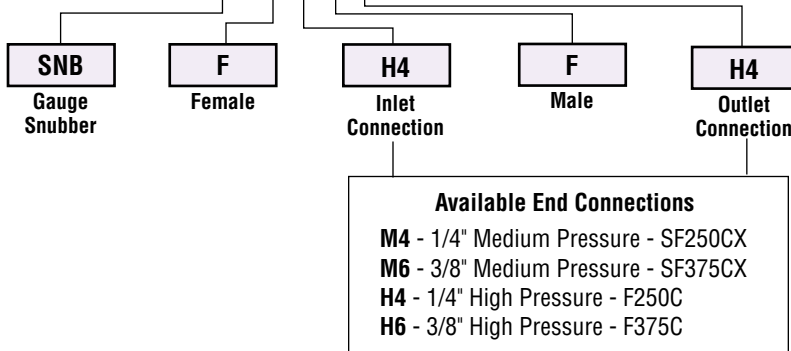 SNB F H4 F H4
Gauge Snubber
Female
Inlet Connection
Male
Outlet Connection
Available End Connections
M4 - 1/4" Medium Pressure - SF250CX
M6 - 3/8" Medium Pressure - SF375CX
H4 - 1/4" High Pressure - F250C
H6 - 3/8" High Pressure - F375C